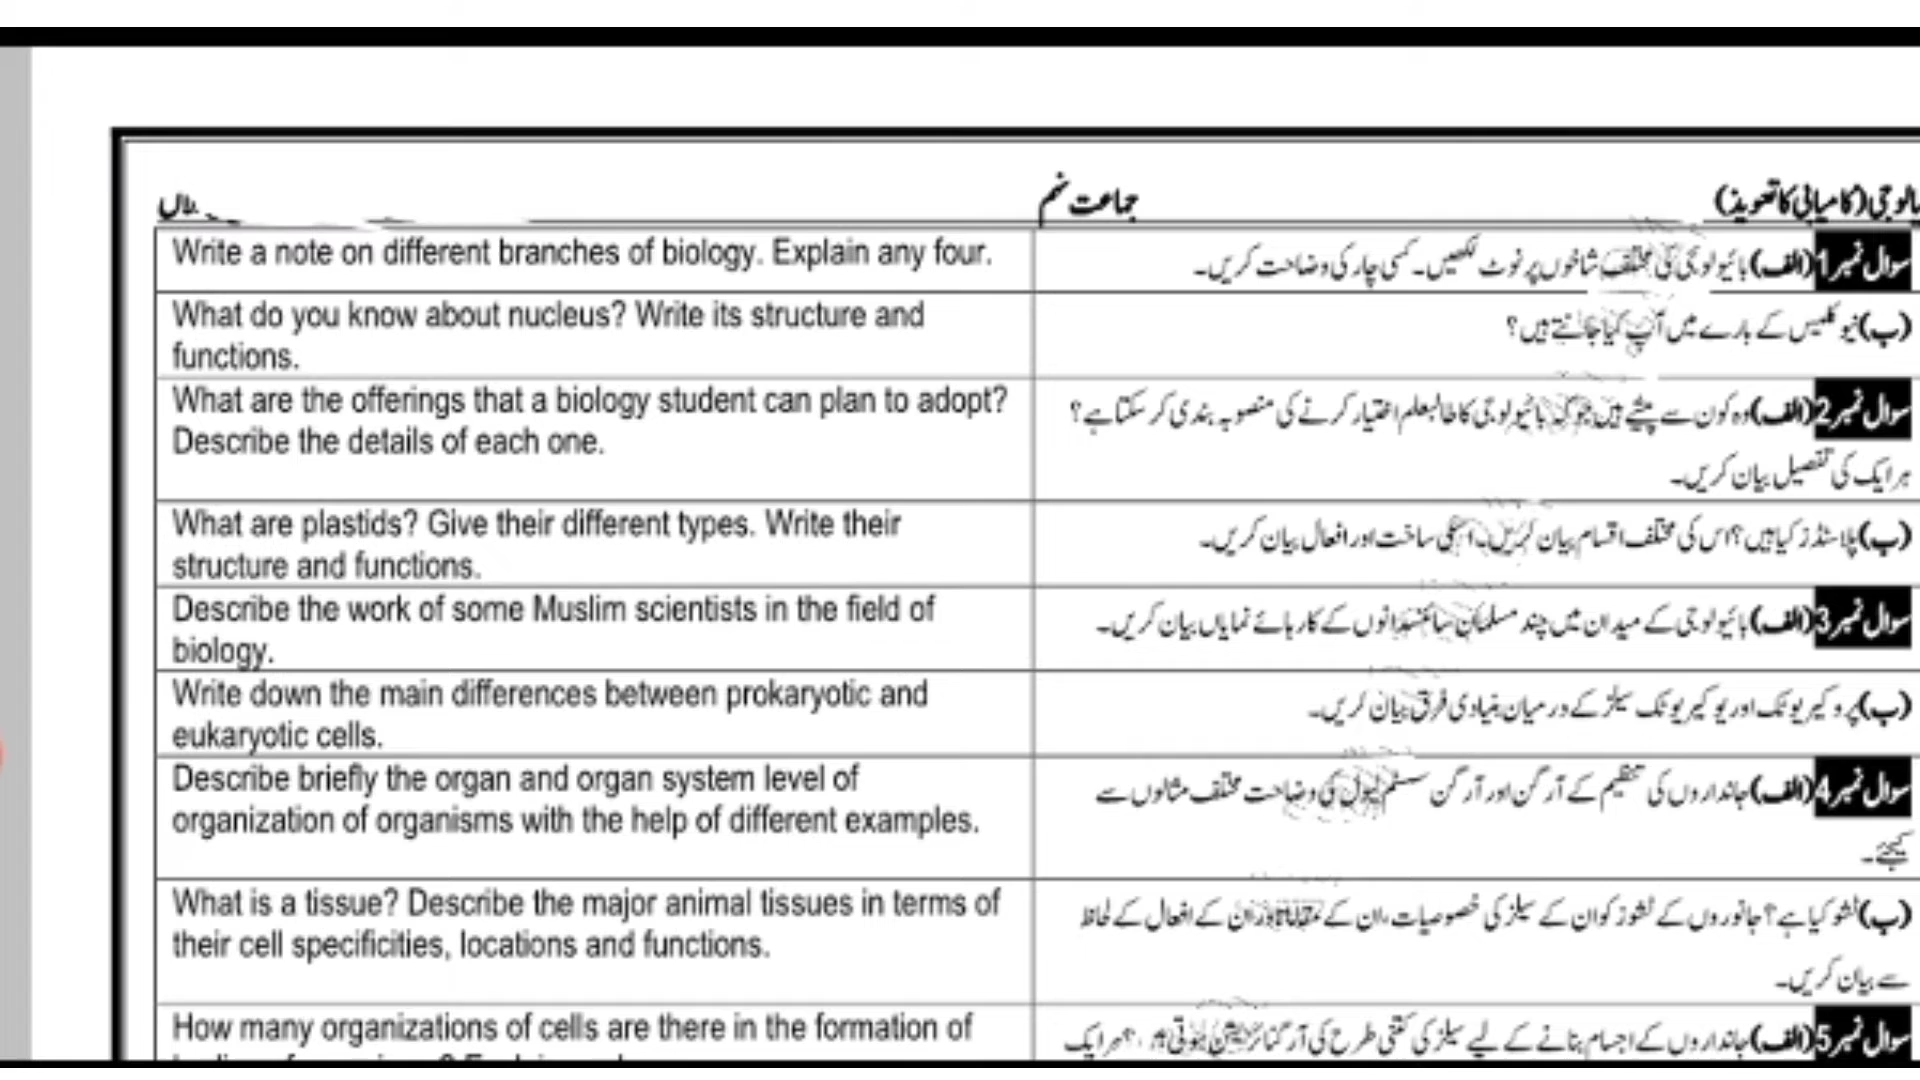 جماعت نہم
(کامیابی کا تعویذ)
Write a note on different branches of biology. Explain any four.
سوال نمبر 1 (الف) بائیولوجی کی مختلف شاخوں پر نوٹ لکھیں۔ کسی چار کی وضاحت کریں۔
What do you know about nucleus? Write its structure and
functions.
(ب) نیوکلیس کے بارے میں آپ کیا جانتے ہیں؟
What are the offerings that a biology student can plan to adopt?
Describe the details of each one.
سوال نمبر 2 (الف) وہ کون سے پیشے ہیں جو کہ بائیولوجی کا طالبعلم اختیار کرنے کی منصوبہ بندی کر سکتا ہے؟
ہر ایک کی تفصیل بیان کریں۔
What are plastids? Give their different types. Write their
structure and functions.
(ب) پلاسٹڈز کیا ہیں؟ اس کی مختلف اقسام بیان کریں۔ اسکی ساخت اور افعال بیان کریں۔
Describe the work of some Muslim scientists in the field of
biology.
سوال نمبر 3 (الف) بائیولوجی کے میدان میں چند مسلمان سائنسدانوں کے کارہائے نمایاں بیان کریں۔
Write down the main differences between prokaryotic and
eukaryotic cells.
(ب) پروکیریوٹک اور یوکیریوٹک سیلز کے درمیان بنیادی فرق بیان کریں۔
Describe briefly the organ and organ system level of
organization of organisms with the help of different examples.
سوال نمبر 4 (الف) جانداروں کی تنظیم کے آرگن اور آرگن سسٹم لیول کی وضاحت مختلف مثالوں سے
کیجئے۔
What is a tissue? Describe the major animal tissues in terms of
their cell specificities, locations and functions.
(ب) ٹشو کیا ہے؟ جانوروں کے ٹشوز کو ان کے سیلز کی خصوصیات، ان کے مقامات اور ان کے افعال کے لحاظ
سے بیان کریں۔
How many organizations of cells are there in the formation of
سوال نمبر 5 (الف) جانداروں کے اجسام بنانے کے لیے سیلز کی کتنی طرح کی آرگنائزیشن ہوتی ہیں؟ ہر ایک